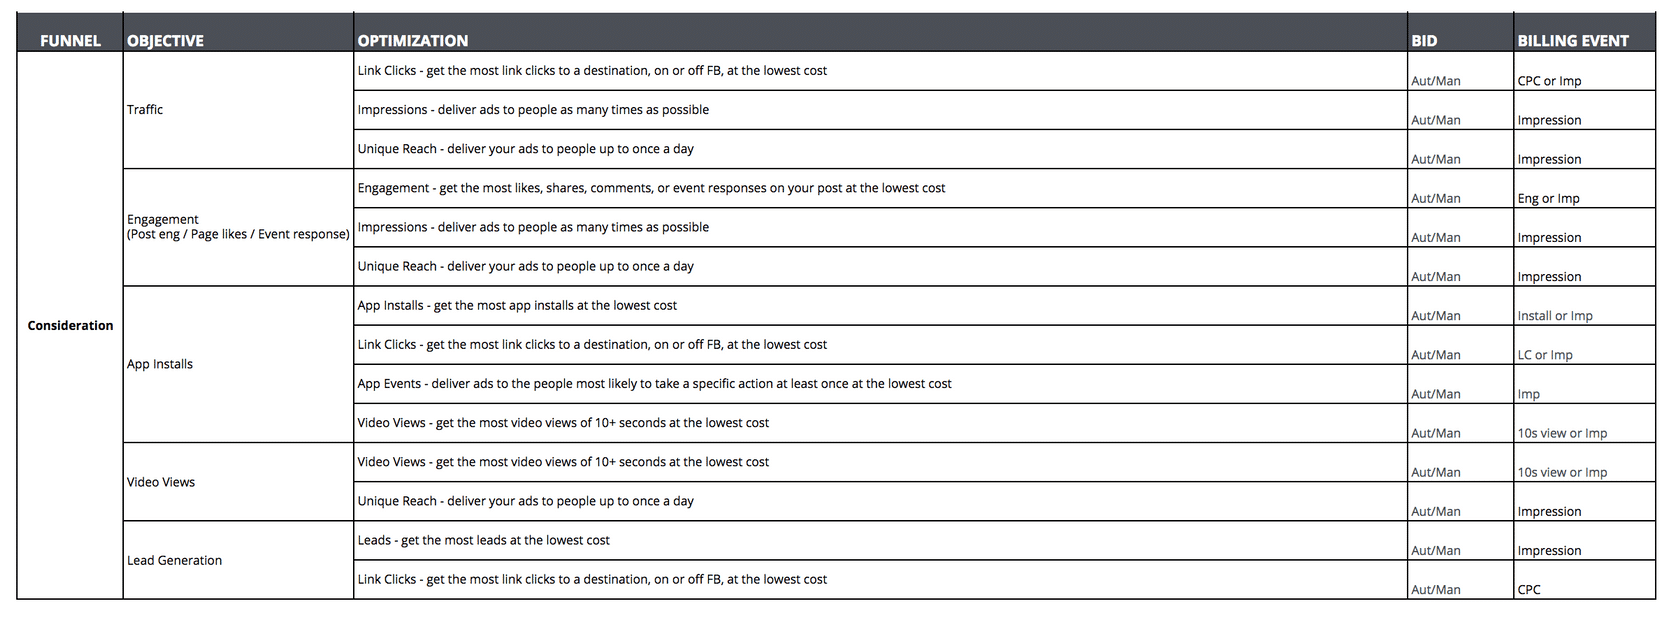 FUNNEL OBJECTIVE OPTIMIZATION BID BILLING EVENT
Link Clicks - get the most link clicks to a destination, on or off FB, at the lowest cost Aut/Man CPC or Imp
Traffic Impressions - deliver ads to people as many times as possible Aut/Man Impression
Unique Reach - deliver your ads to people up to once a day Aut/Man Impression
Engagement - get the most likes, shares, comments, or event responses on your post at the lowest cost Aut/Man Eng or Imp
Engagement
(Post eng / Page likes / Event response) Impressions - deliver ads to people as many times as possible Aut/Man Impression
Unique Reach - deliver your ads to people up to once a day Aut/Man Impression
App Installs - get the most app installs at the lowest cost Aut/Man Install or Imp
Consideration
Link Clicks - get the most link clicks to a destination, on or off FB, at the lowest cost Aut/Man LC or Imp
App Installs
App Events - deliver ads to the people most likely to take a specific action at least once at the lowest cost Aut/Man Imp
Video Views - get the most video views of 10+ seconds at the lowest cost Aut/Man 10s view or Imp
Video Views - get the most video views of 10+ seconds at the lowest cost Aut/Man 10s view or Imp
Video Views
Unique Reach - deliver your ads to people up to once a day Aut/Man Impression
Leads - get the most leads at the lowest cost Aut/Man Impression
Lead Generation
Link Clicks - get the most link clicks to a destination, on or off FB, at the lowest cost Aut/Man CPC